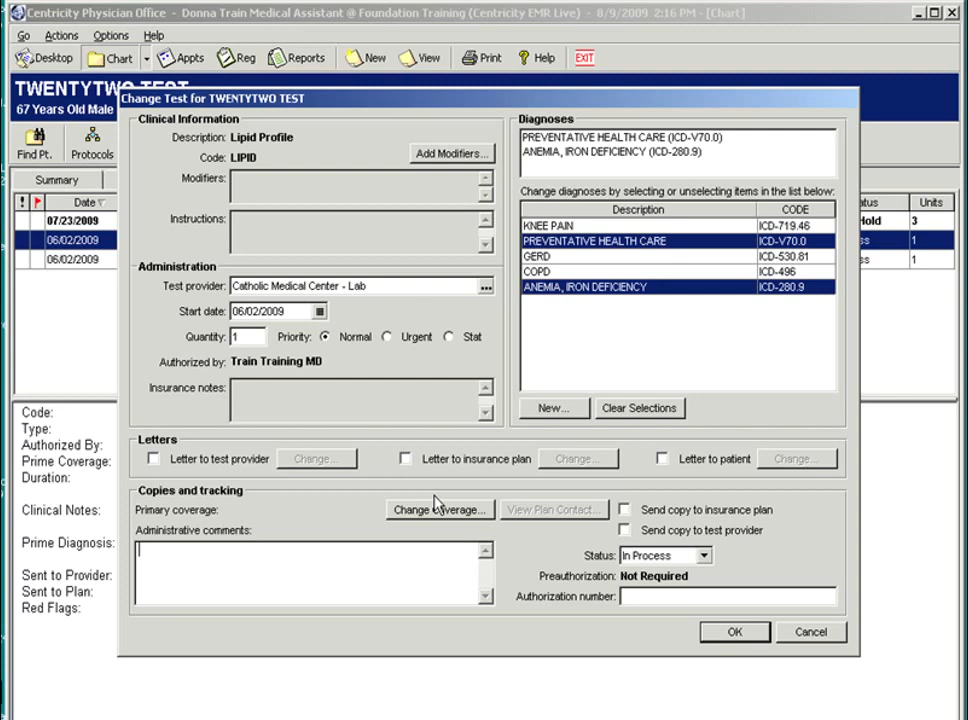 Centricity Physician Office - Donna Train Medical Assistant @ Foundation Training (Centricity EMR Live) - 8/9/2009 2:16 PM - [Chart]
Go Actions Options Help
Desktop Chart Appts Reg Reports New View Print ? Help EXIT
TWENTYTWO TEST
67 Years Old Male
Find Pt. Protocols
Summary
! Date Units
07/23/2009 Hold 3
06/02/2009 1
06/02/2009 1
Code:
Type:
Authorized By:
Prime Coverage:
Duration:
Clinical Notes:
Prime Diagnosis:
Sent to Provider:
Sent to Plan:
Red Flags:
Change Test for TWENTYTWO TEST
Clinical Information
Description: Lipid Profile
Code: LIPID
Add Modifiers...
Modifiers:
Instructions:
Administration
Test provider: Catholic Medical Center - Lab ...
Start date: 06/02/2009
Quantity: 1 Priority: Normal Urgent Stat
Authorized by: Train Training MD
Insurance notes:
Diagnoses
PREVENTATIVE HEALTH CARE (ICD-V70.0)
ANEMIA, IRON DEFICIENCY (ICD-280.9)
Change diagnoses by selecting or unselecting items in the list below:
Description CODE
KNEE PAIN ICD-719.46
PREVENTATIVE HEALTH CARE ICD-V70.0
GERD ICD-530.81
COPD ICD-496
ANEMIA, IRON DEFICIENCY ICD-280.9
New... Clear Selections
Letters
Letter to test provider Change... Letter to insurance plan Change... Letter to patient Change...
Copies and tracking
Primary coverage: Change Coverage... View Plan Contact... Send copy to insurance plan
Administrative comments: Send copy to test provider
Status: In Process
Preauthorization: Not Required
Authorization number:
OK Cancel